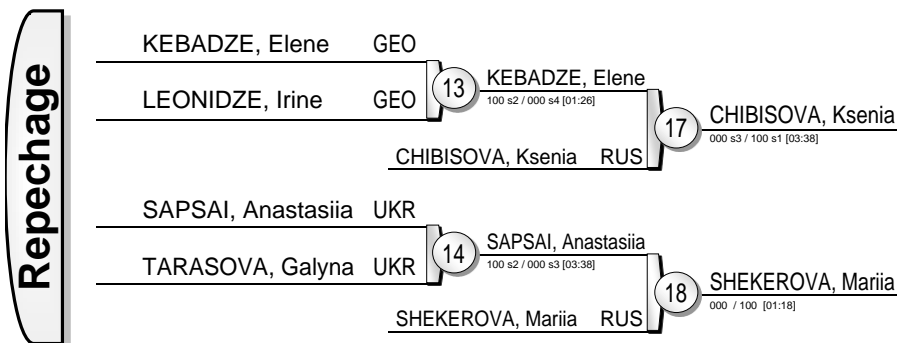 Repechage
KEBADZE, Elene GEO
LEONIDZE, Irine GEO
13
KEBADZE, Elene
100 s2 / 000 s4 [01:26]
CHIBISOVA, Ksenia RUS
17
CHIBISOVA, Ksenia
000 s3 / 100 s1 [03:38]
SAPSAI, Anastasiia UKR
TARASOVA, Galyna UKR
14
SAPSAI, Anastasiia
100 s2 / 000 s3 [03:38]
SHEKEROVA, Mariia RUS
18
SHEKEROVA, Mariia
000 / 100 [01:18]